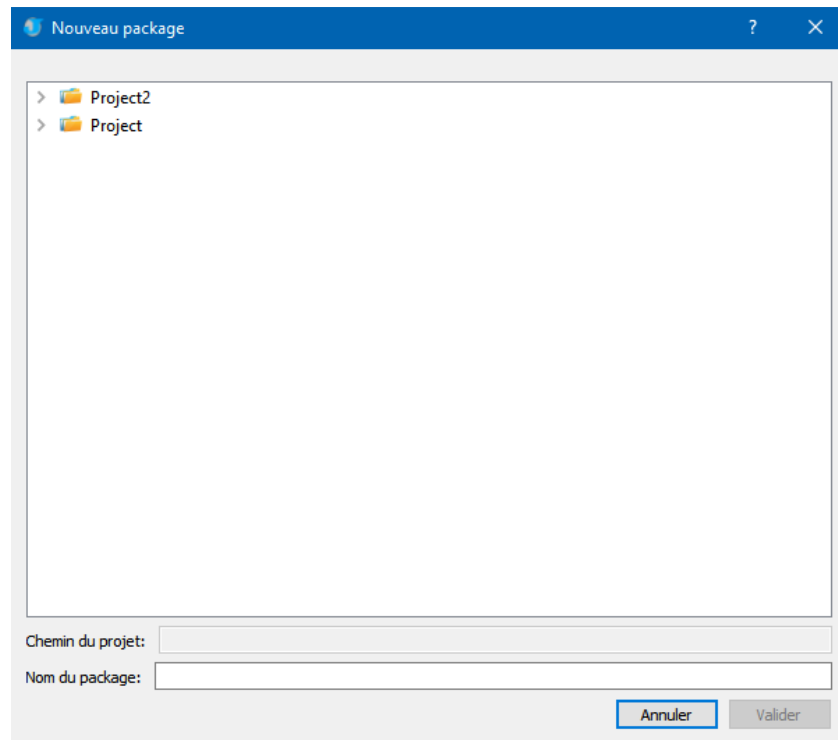 Nouveau package
Project2
Project
Chemin du projet:
Nom du package:
Annuler Valider